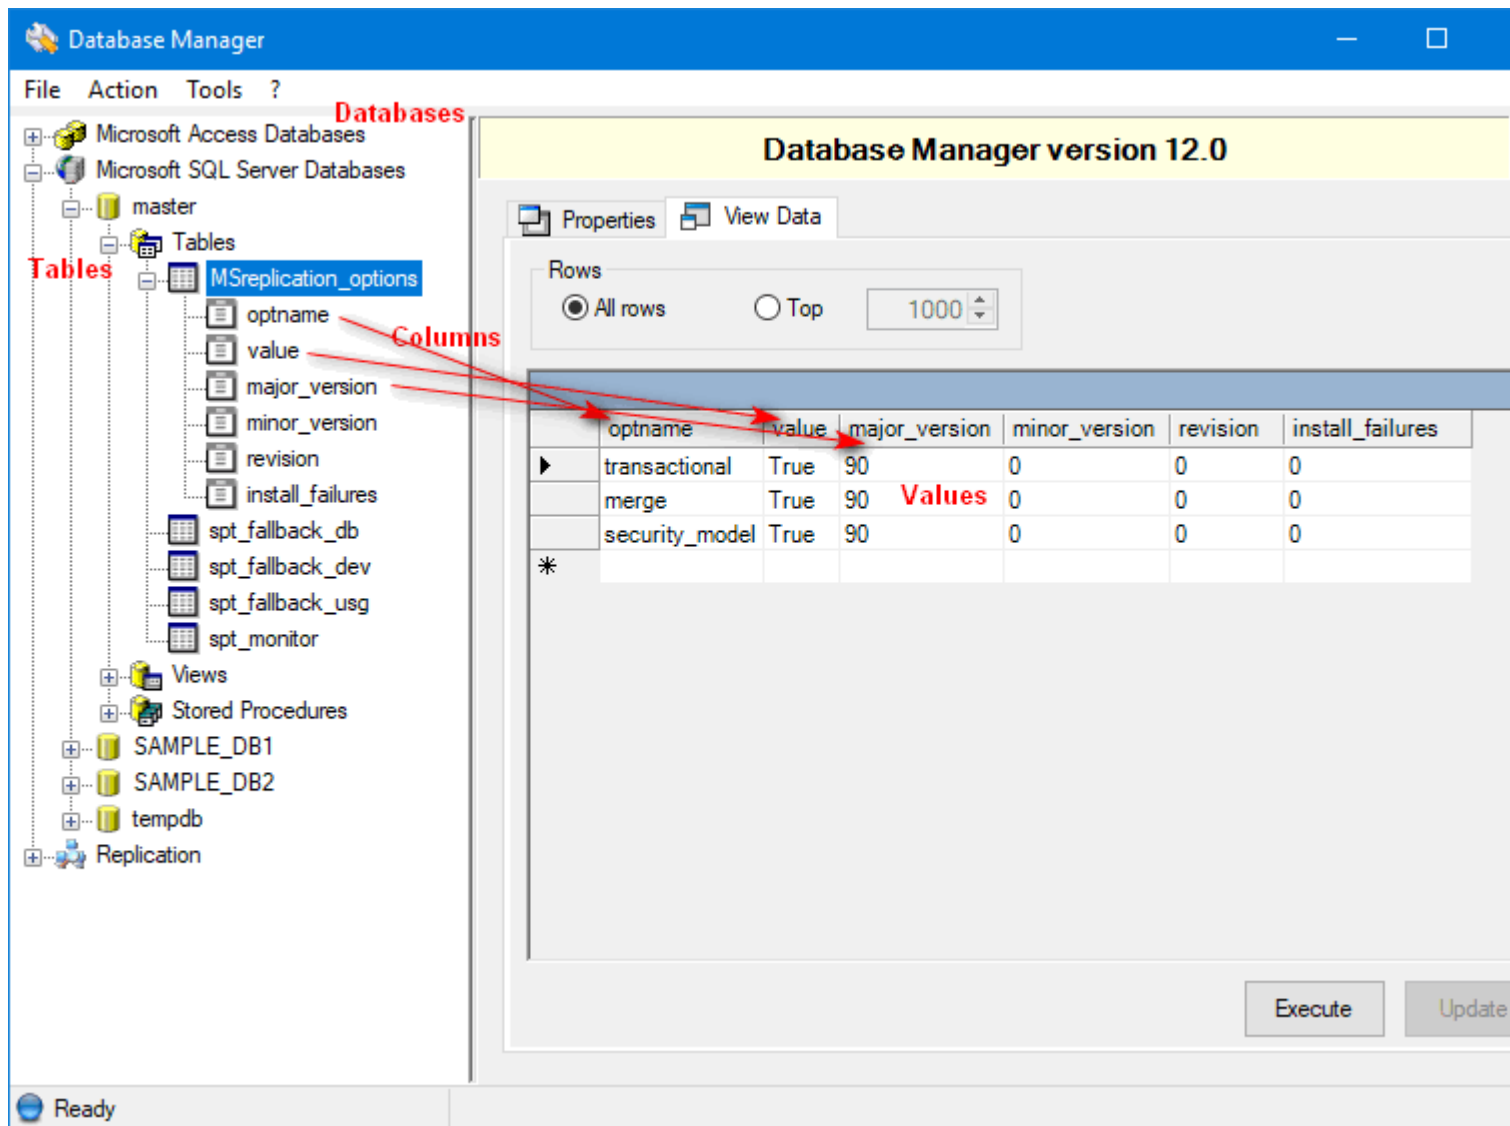 Database Manager
File Action Tools ?
Databases
Microsoft Access Databases
Microsoft SQL Server Databases
master
Tables
Tables
MSreplication_options
optname
value
major_version
minor_version
revision
install_failures
spt_fallback_db
spt_fallback_dev
spt_fallback_usg
spt_monitor
Views
Stored Procedures
SAMPLE_DB1
SAMPLE_DB2
tempdb
Replication
Database Manager version 12.0
Properties View Data
Rows
All rows Top 1000
Columns
optname value major_version minor_version revision install_failures
transactional True 90 0 0 0
merge True 90 0 0 0
Values
security_model True 90 0 0 0
Execute Update
Ready